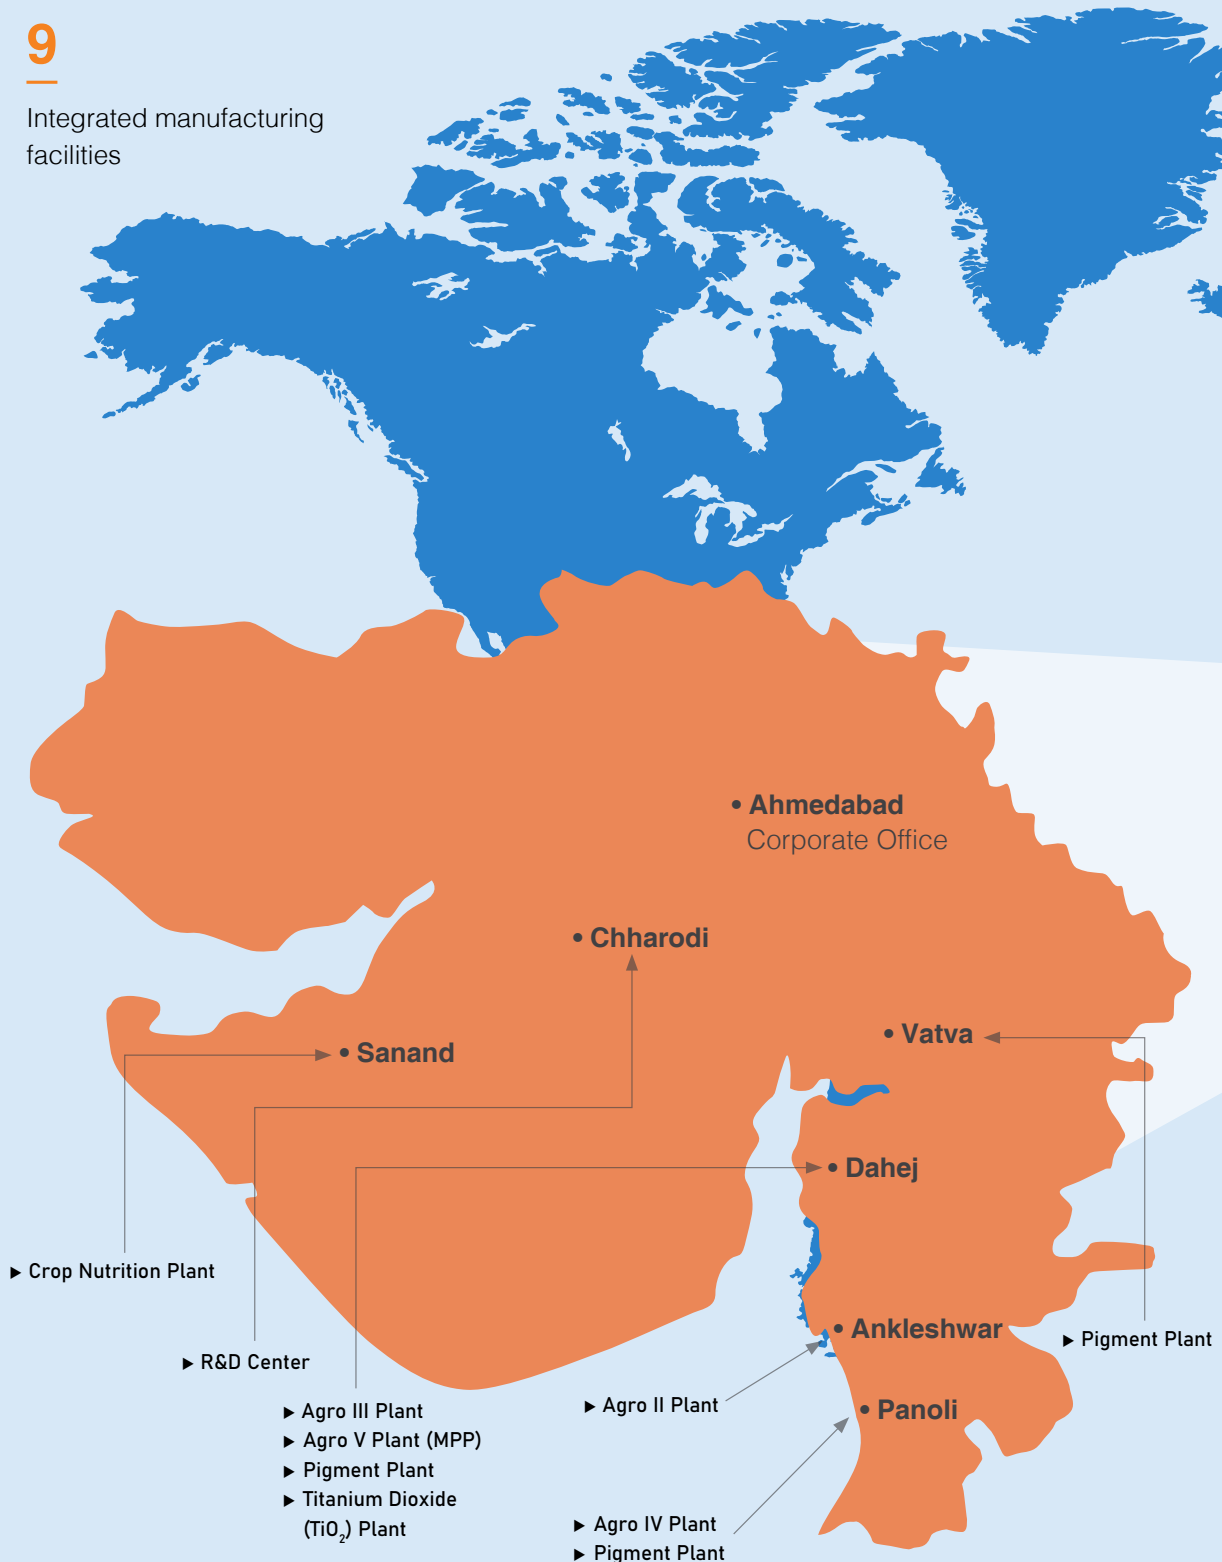 9
Integrated manufacturing
facilities
• Ahmedabad
Corporate Office
• Chharodi
• Vatva
• Sanand
• Dahej
▶ Crop Nutrition Plant
• Ankleshwar
▶ Pigment Plant
▶ R&D Center
▶ Agro II Plant
• Panoli
▶ Agro III Plant
▶ Agro V Plant (MPP)
▶ Pigment Plant
▶ Titanium Dioxide
(TiO₂) Plant
▶ Agro IV Plant
▶ Pigment Plant